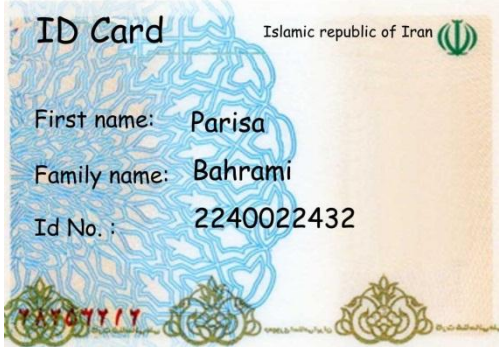 ID Card
Islamic republic of Iran
First name: Parisa
Family name: Bahrami
Id No. : 2240022432